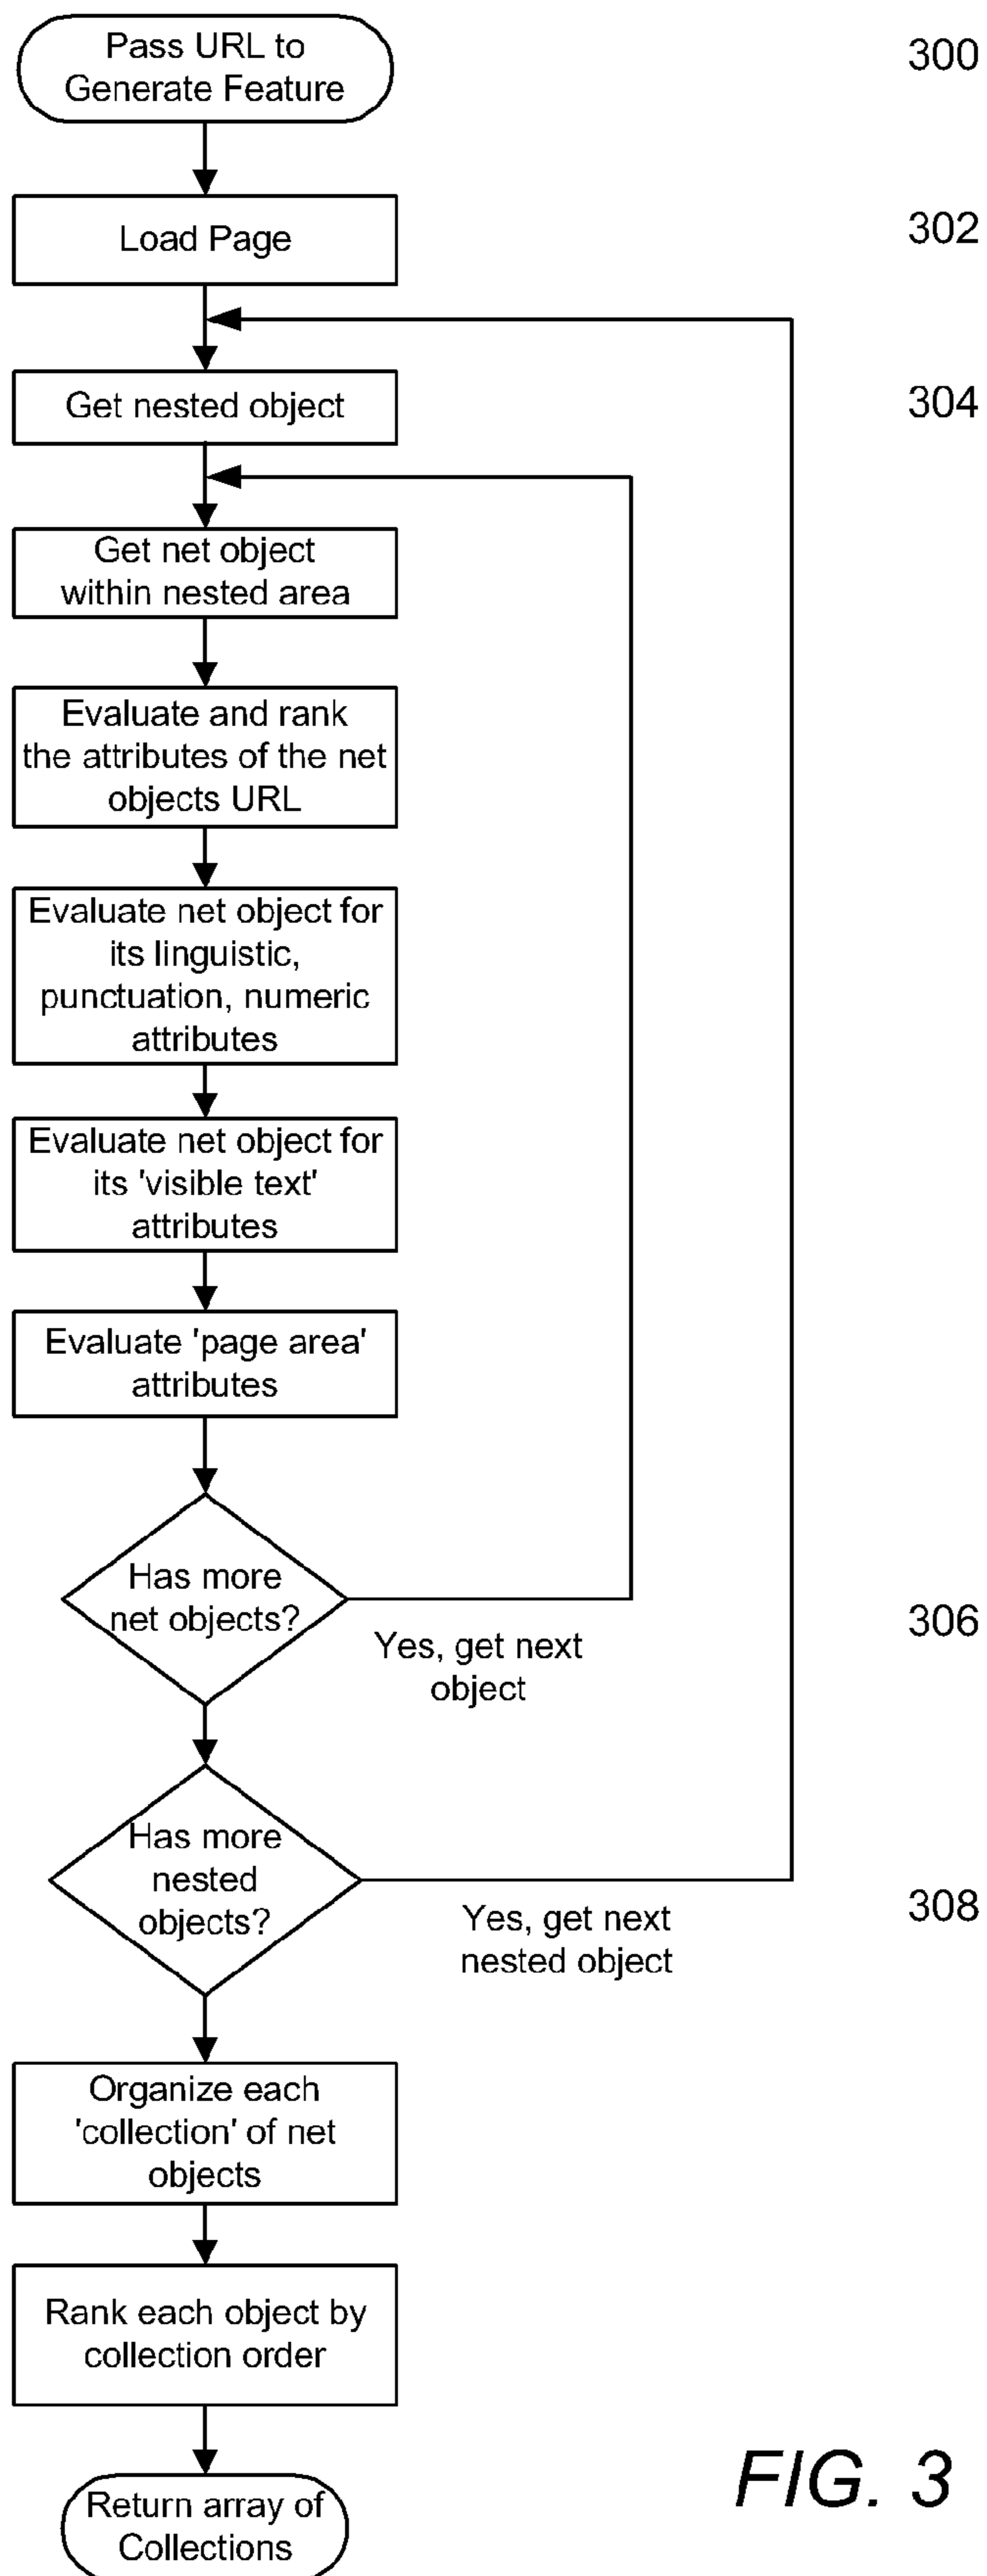 Pass URL to
Generate Feature
300
Load Page
302
Get nested object
304
Get net object
within nested area
Evaluate and rank
the attributes of the net
objects URL
Evaluate net object for
its linguistic,
punctuation, numeric
attributes
Evaluate net object for
its 'visible text'
attributes
Evaluate 'page area'
attributes
Has more
net objects?
Yes, get next
object
306
Has more
nested
objects?
Yes, get next
nested object
308
Organize each
'collection' of net
objects
Rank each object by
collection order
Return array of
Collections
FIG. 3